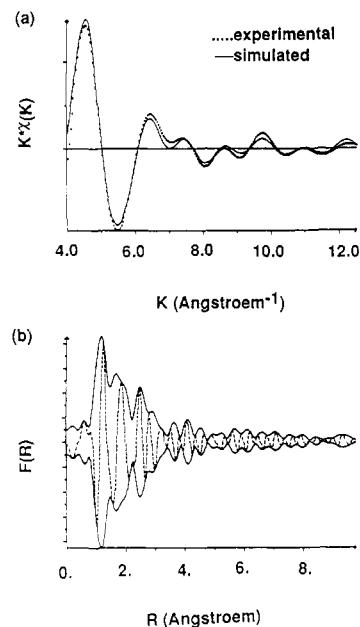 (a)
.....experimental
—simulated
K*X(K)
4.0 6.0 8.0 10.0 12.0
K (Angstroem-1)
(b)
F(R)
0. 2. 4. 6. 8.
R (Angstroem)